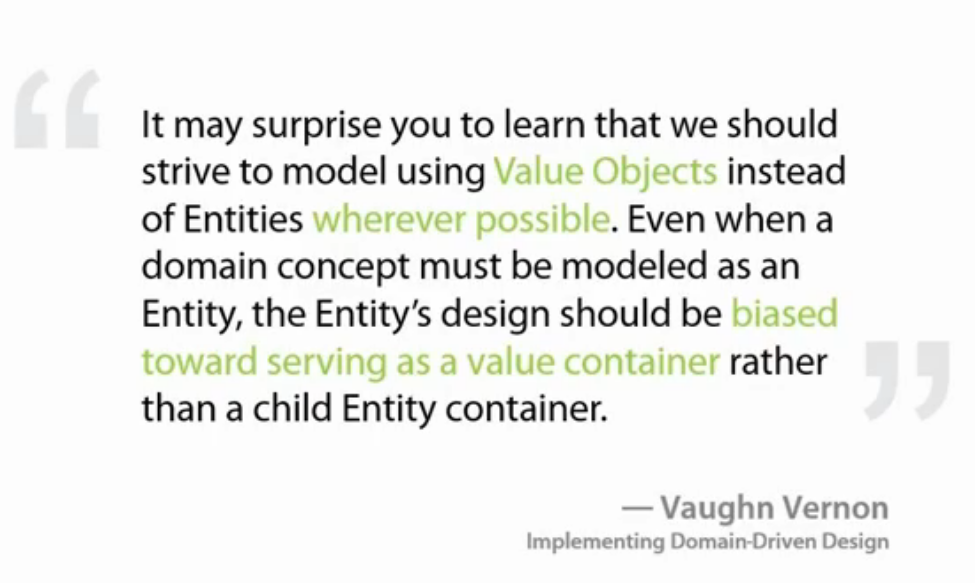 “
It may surprise you to learn that we should
strive to model using Value Objects instead
of Entities wherever possible. Even when a
domain concept must be modeled as an
Entity, the Entity’s design should be biased
toward serving as a value container rather
than a child Entity container.
”
— Vaughn Vernon
Implementing Domain-Driven Design